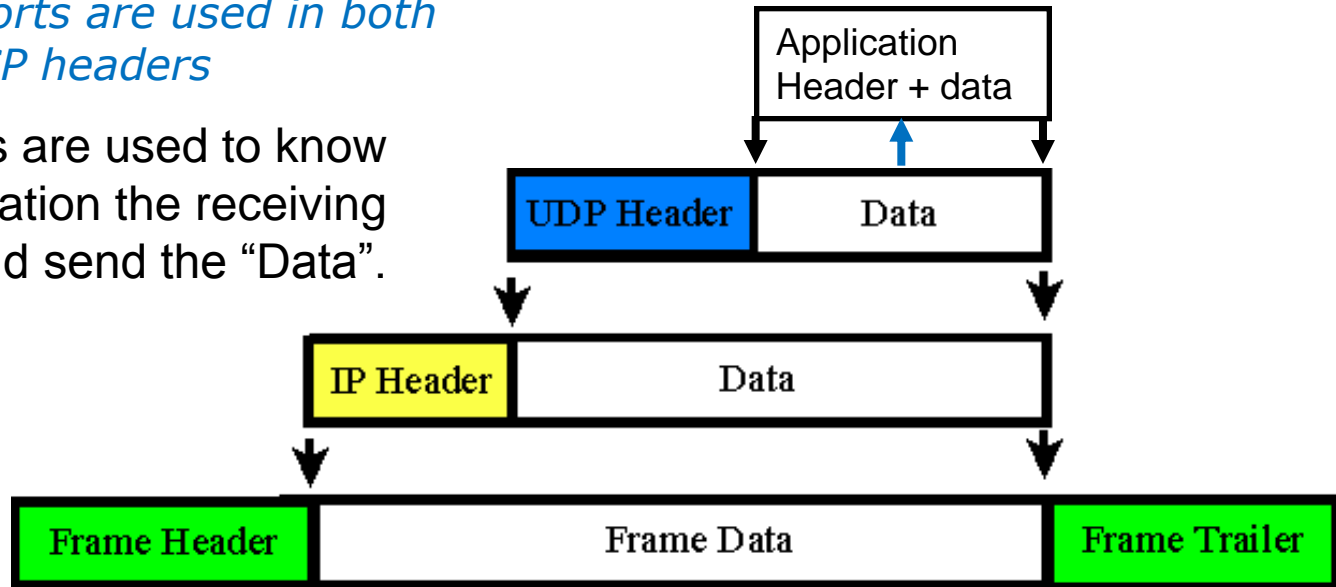 orts are used in both
P headers
s are used to know
ation the receiving
d send the “Data”.
Application
Header + data
UDP Header
Data
IP Header
Data
Frame Header
Frame Data
Frame Trailer